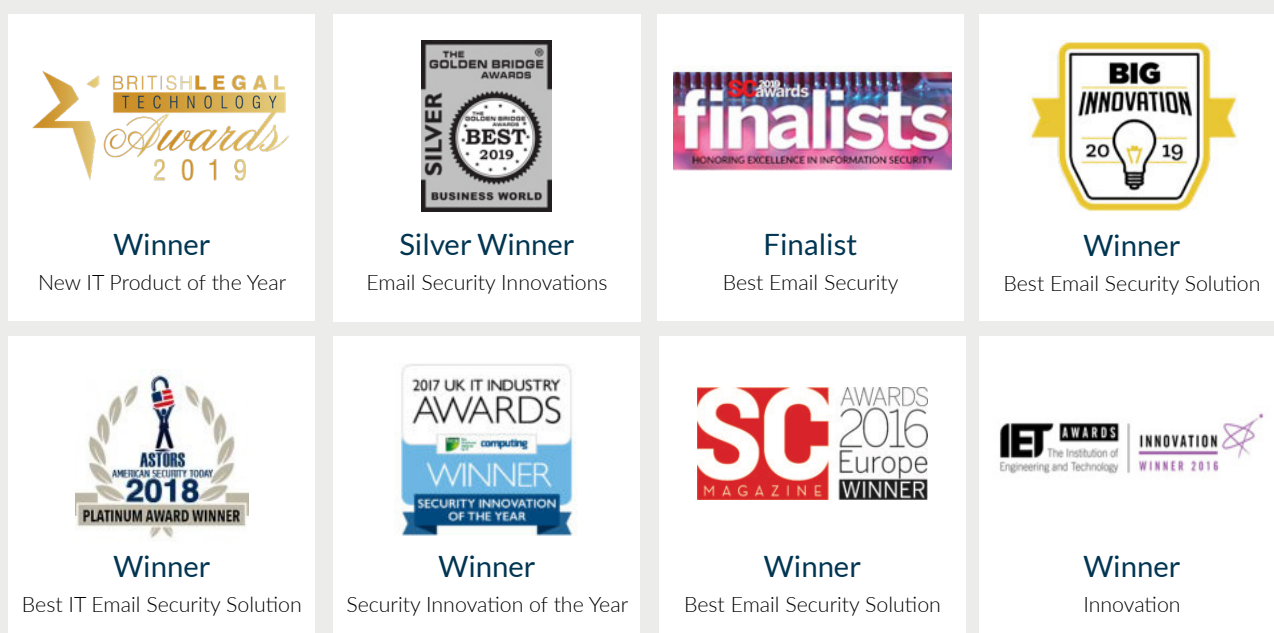 BRITISHLEGAL
TECHNOLOGY
Awards
2019
Winner
New IT Product of the Year
THE
GOLDEN BRIDGE
AWARDS
®
SILVER
THE
GOLDEN BRIDGE
AWARDS
BEST
2019
BUSINESS WORLD
Silver Winner
Email Security Innovations
SC 2019
awards
finalists
HONORING EXCELLENCE IN INFORMATION SECURITY
Finalist
Best Email Security
BIG
INNOVATION
20 19
Winner
Best Email Security Solution
ASTORS
AMERICAN SECURITY TODAY
2018
PLATINUM AWARD WINNER
Winner
Best IT Email Security Solution
2017 UK IT INDUSTRY
AWARDS
computing
WINNER
SECURITY INNOVATION
OF THE YEAR
Winner
Security Innovation of the Year
SC
MAGAZINE
AWARDS
2016
Europe
WINNER
Winner
Best Email Security Solution
IET AWARDS
The Institution of
Engineering and Technology
INNOVATION
WINNER 2016
Winner
Innovation